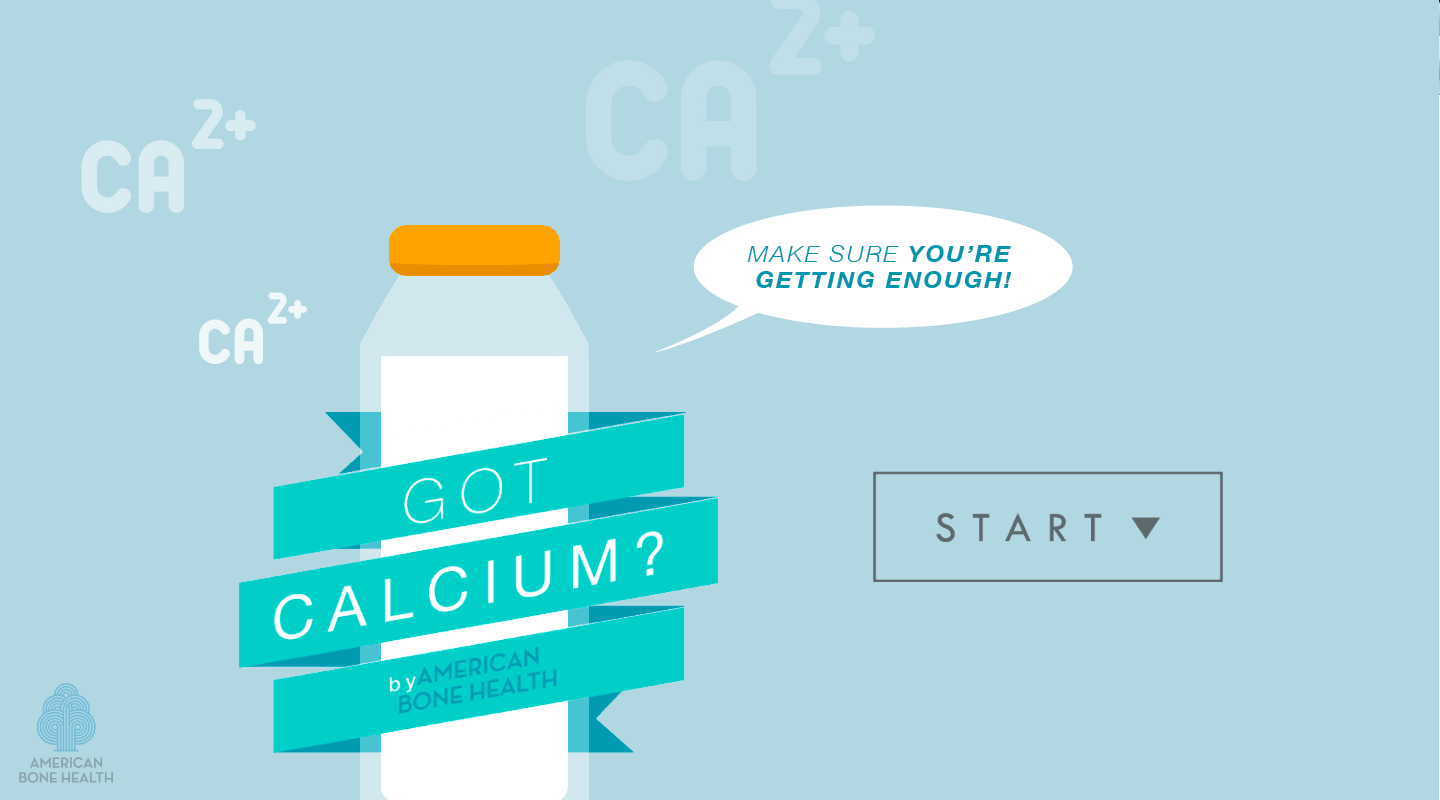 CA2+
CA2+
CA2+
MAKE SURE YOU'RE
GETTING ENOUGH!
GOT
CALCIUM?
by AMERICAN
BONE HEALTH
START
AMERICAN
BONE HEALTH